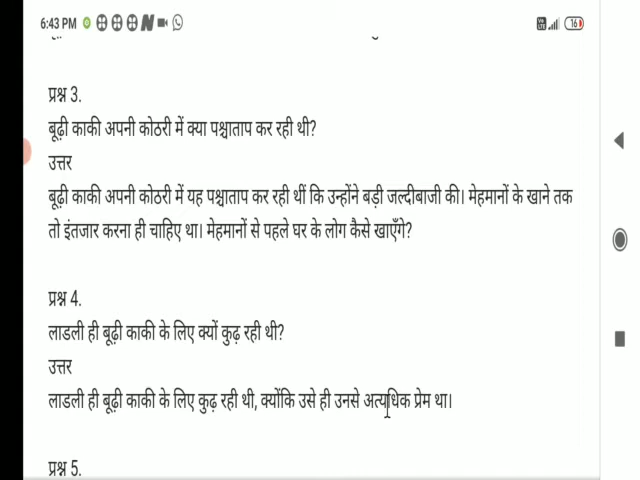 6:43 PM
16
प्रश्न 3.
बूढ़ी काकी अपनी कोठरी में क्या पश्चाताप कर रही थी?
उत्तर
बूढ़ी काकी अपनी कोठरी में यह पश्चाताप कर रही थीं कि उन्होंने बड़ी जल्दीबाजी की। मेहमानों के खाने तक
तो इंतजार करना ही चाहिए था। मेहमानों से पहले घर के लोग कैसे खाएँगे?
प्रश्न 4.
लाडली ही बूढ़ी काकी के लिए क्यों कुढ़ रही थी?
उत्तर
लाडली ही बूढ़ी काकी के लिए कुढ़ रही थी, क्योंकि उसे ही उनसे अत्यधिक प्रेम था।
प्रश्न 5.